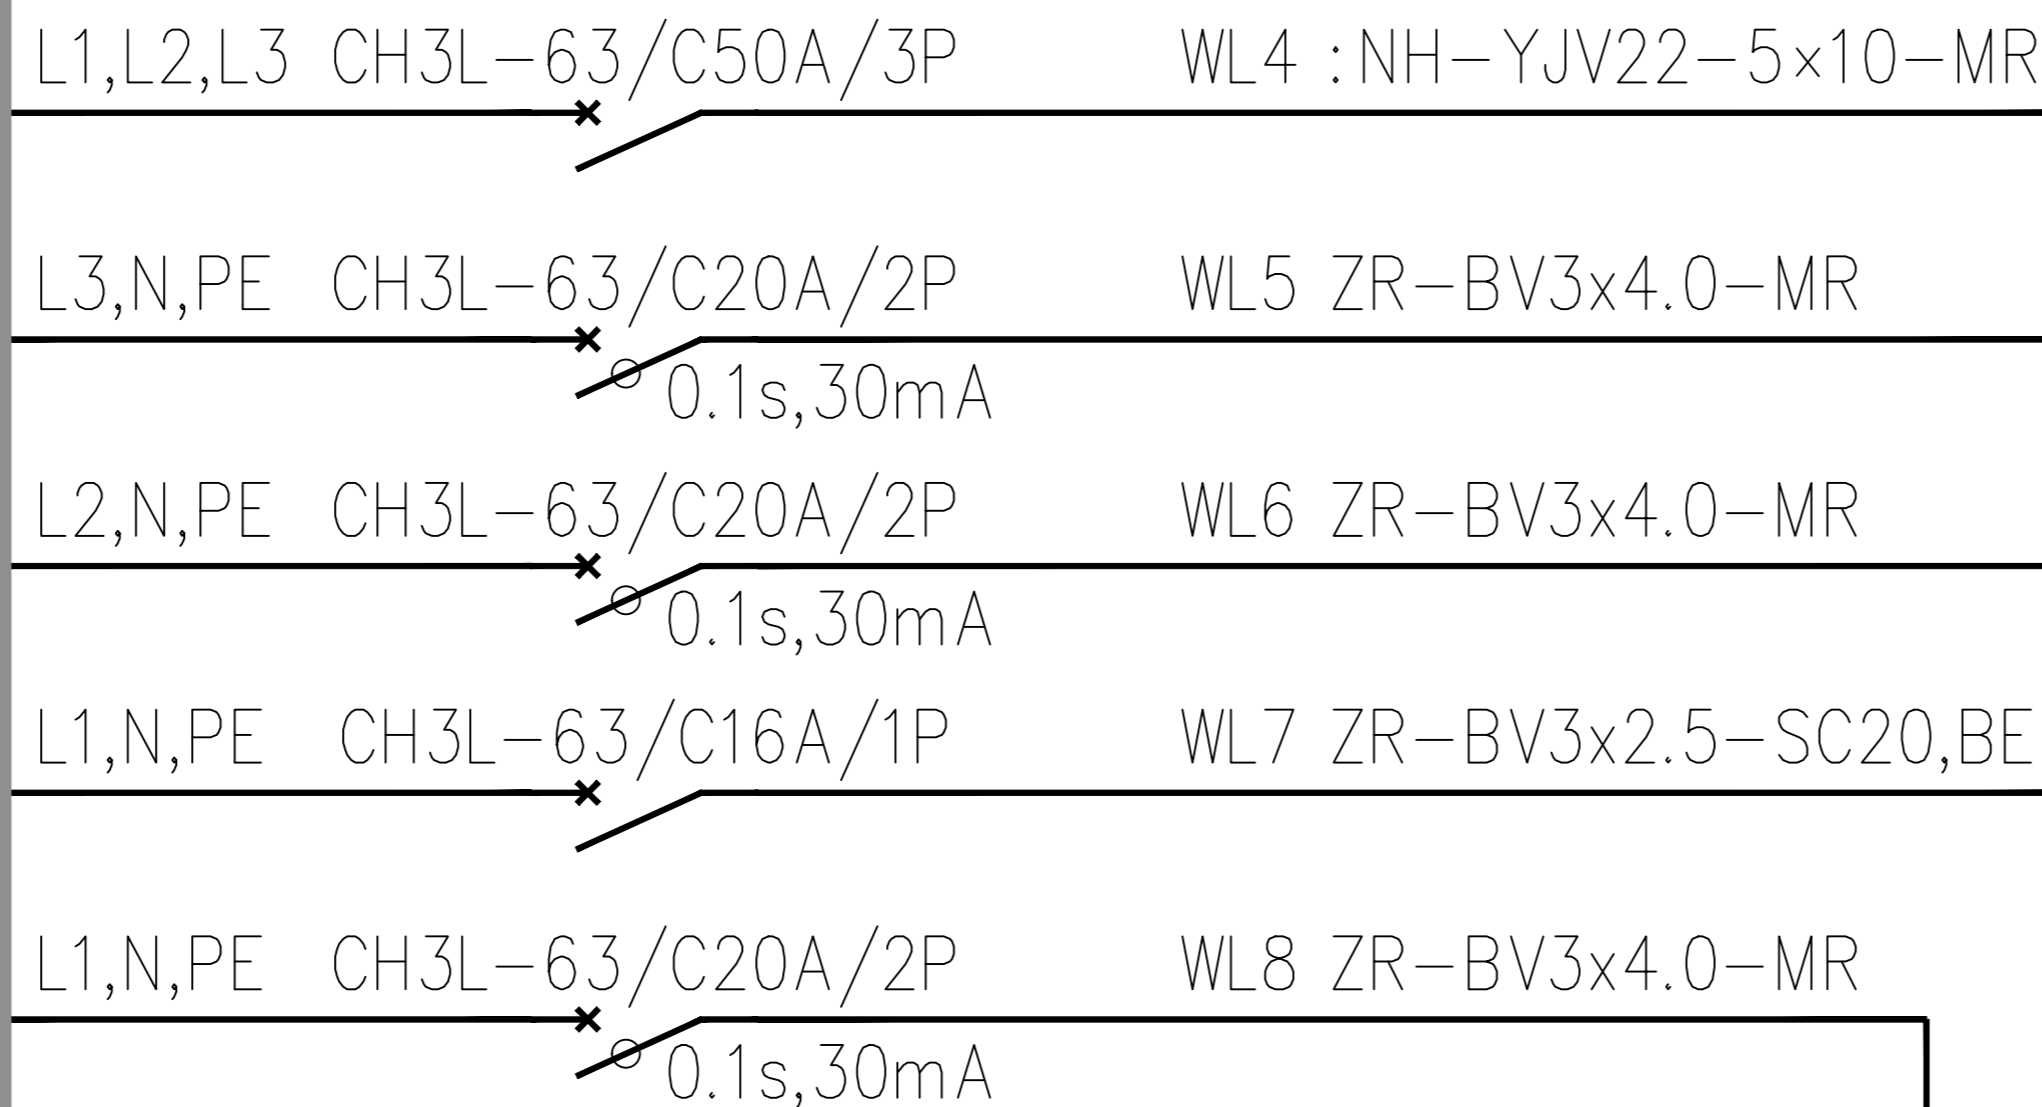 L1,L2,L3 CH3L-63/C50A/3P WL4 :NH-YJV22-5×10-MR
L3,N,PE CH3L-63/C20A/2P WL5 ZR-BV3x4.0-MR
0.1s,30mA
L2,N,PE CH3L-63/C20A/2P WL6 ZR-BV3x4.0-MR
0.1s,30mA
L1,N,PE CH3L-63/C16A/1P WL7 ZR-BV3x2.5-SC20,BE
L1,N,PE CH3L-63/C20A/2P WL8 ZR-BV3x4.0-MR
0.1s,30mA